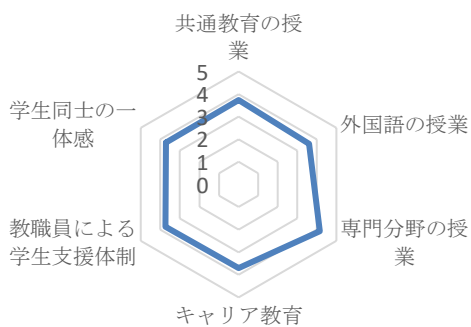 共通教育の授
業
外国語の授業
専門分野の授
業
キャリア教育
教職員による
学生支援体制
学生同士の一
体感
5
4
3
2
1
0